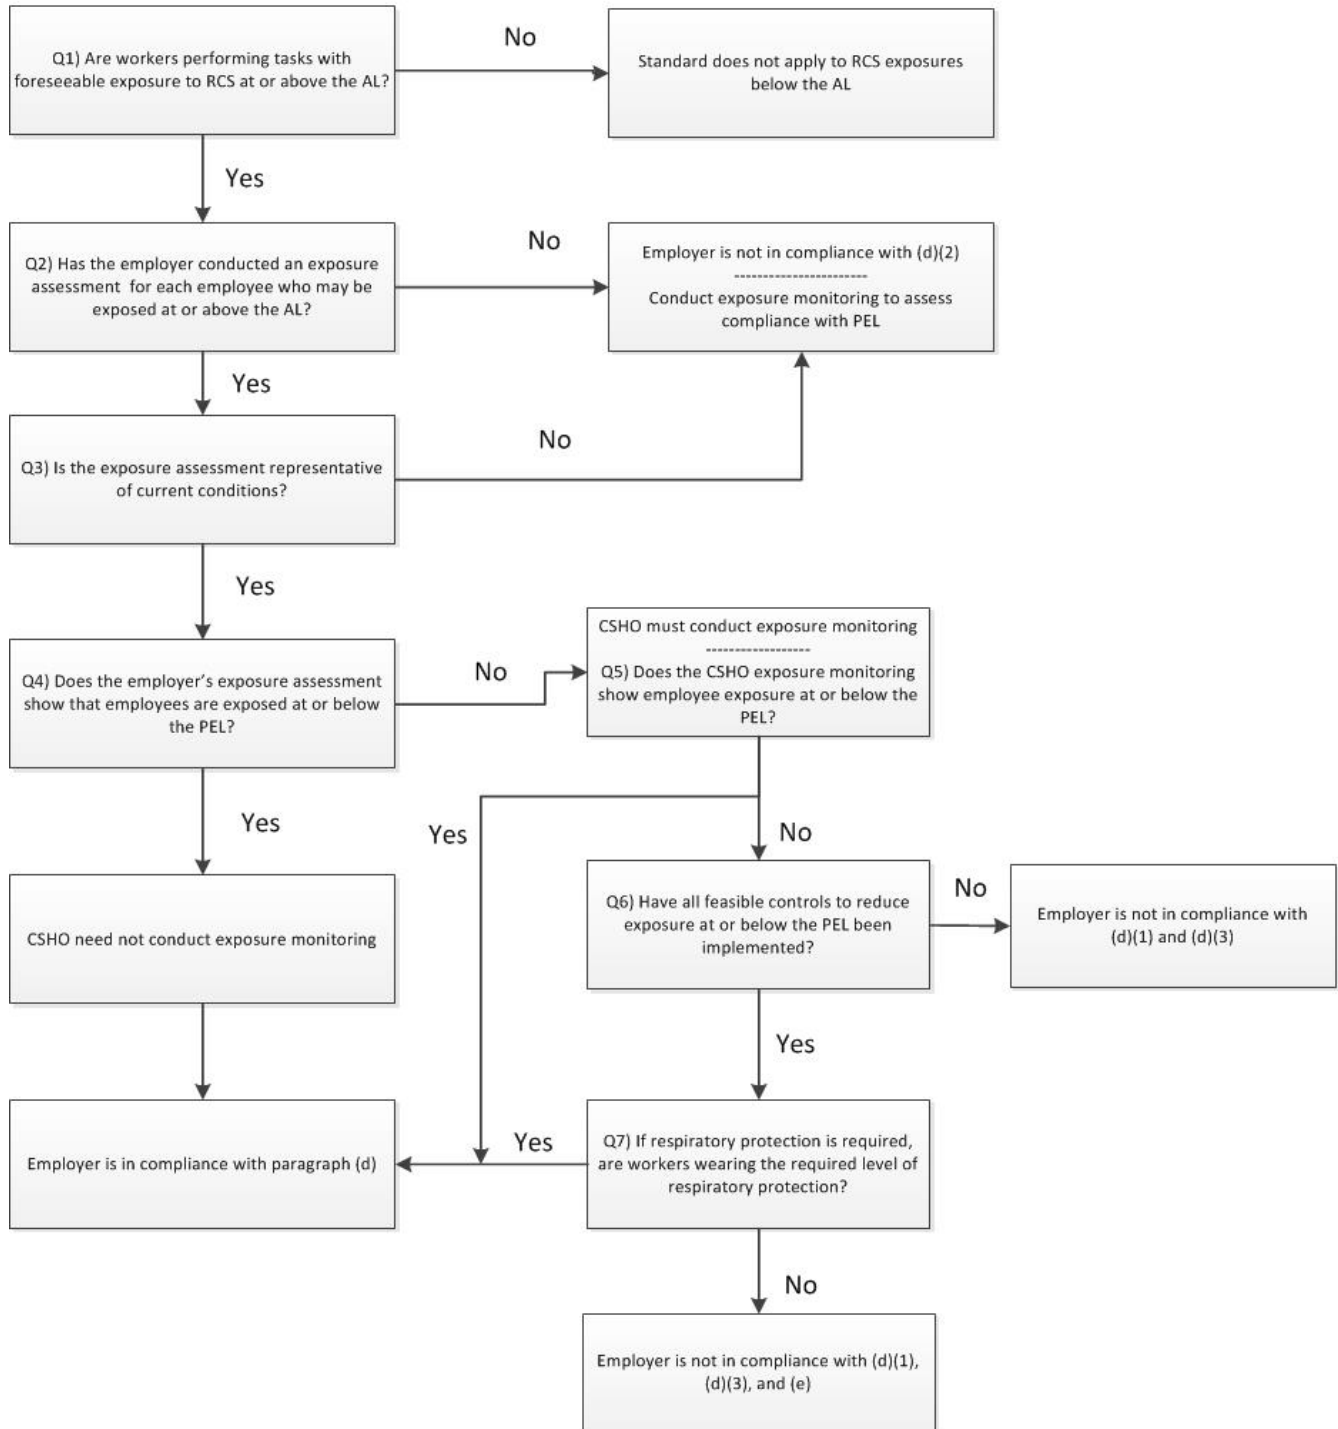 Q1) Are workers performing tasks with
foreseeable exposure to RCS at or above the AL?
No
Standard does not apply to RCS exposures
below the AL
Yes
Q2) Has the employer conducted an exposure
assessment for each employee who may be
exposed at or above the AL?
No
Employer is not in compliance with (d)(2)
-----------------------
Conduct exposure monitoring to assess
compliance with PEL
Yes
Q3) Is the exposure assessment representative
of current conditions?
No
Yes
Q4) Does the employer's exposure assessment
show that employees are exposed at or below
the PEL?
No
CSHO must conduct exposure monitoring
------------------
Q5) Does the CSHO exposure monitoring
show employee exposure at or below the
PEL?
Yes
Yes
No
CSHO need not conduct exposure monitoring
Q6) Have all feasible controls to reduce
exposure at or below the PEL been
implemented?
No
Employer is not in compliance with
(d)(1) and (d)(3)
Yes
Employer is in compliance with paragraph (d)
Yes
Q7) If respiratory protection is required,
are workers wearing the required level of
respiratory protection?
No
Employer is not in compliance with (d)(1),
(d)(3), and (e)